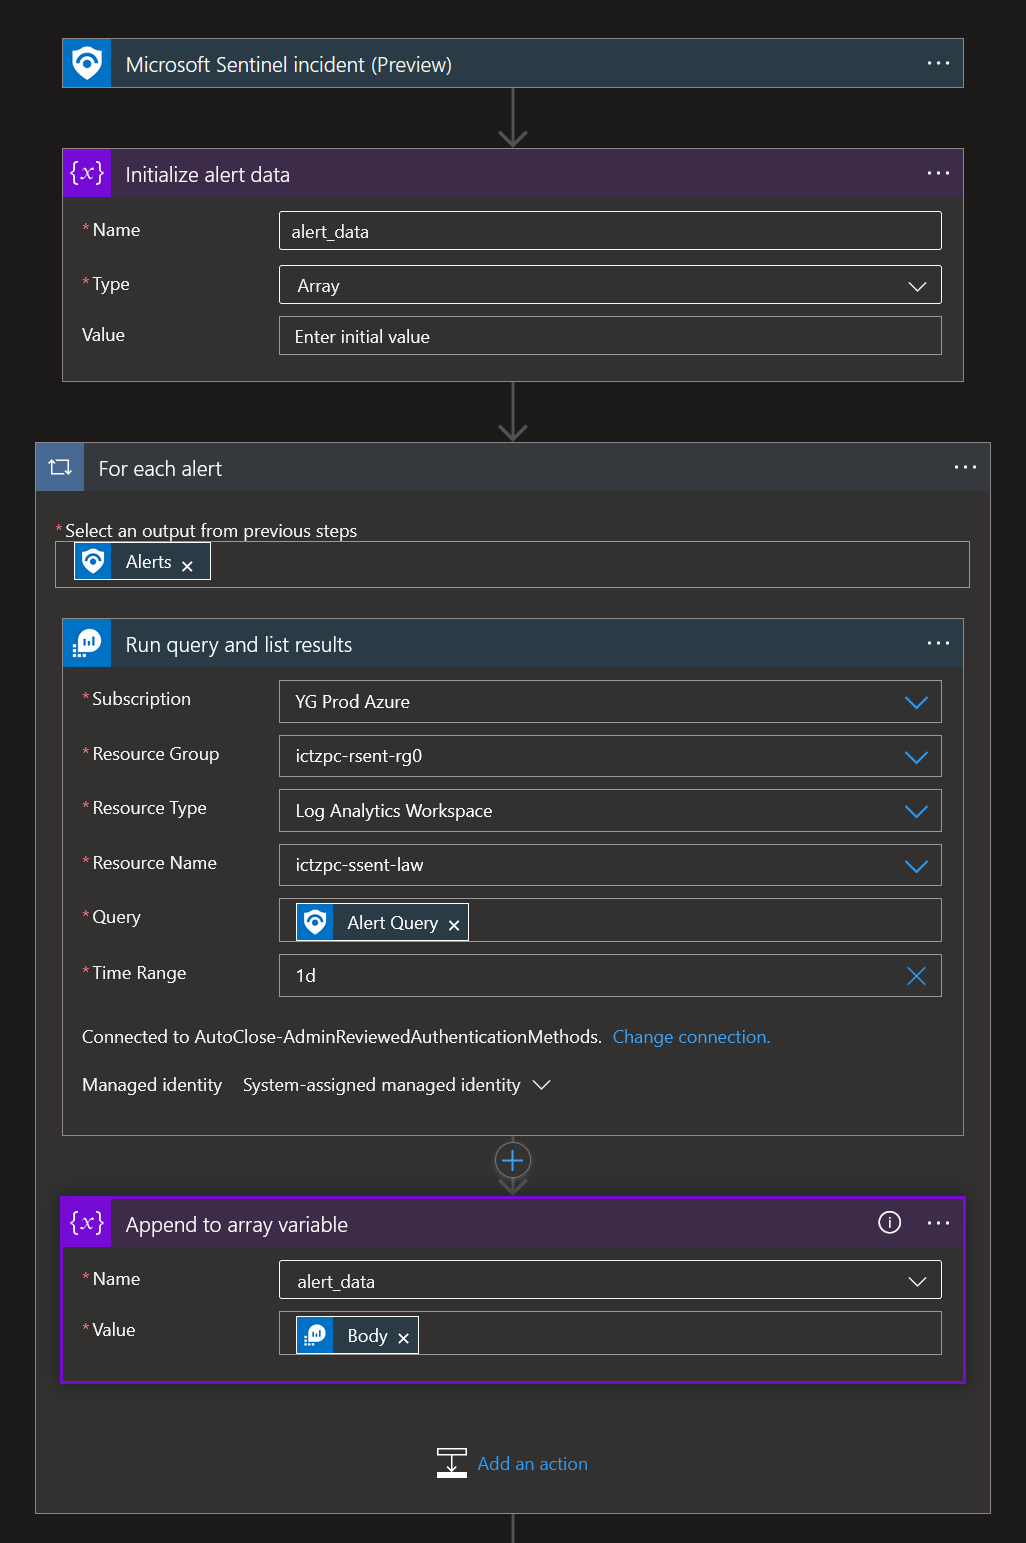 Microsoft Sentinel incident (Preview)
{x} Initialize alert data
* Name alert_data
* Type Array
Value Enter initial value
For each alert
* Select an output from previous steps
Alerts
Run query and list results
* Subscription YG Prod Azure
* Resource Group ictzpc-rsent-rg0
* Resource Type Log Analytics Workspace
* Resource Name ictzpc-ssent-law
* Query Alert Query
* Time Range 1d
Connected to AutoClose-AdminReviewedAuthenticationMethods. Change connection.
Managed identity System-assigned managed identity
{x} Append to array variable
* Name alert_data
* Value Body
Add an action